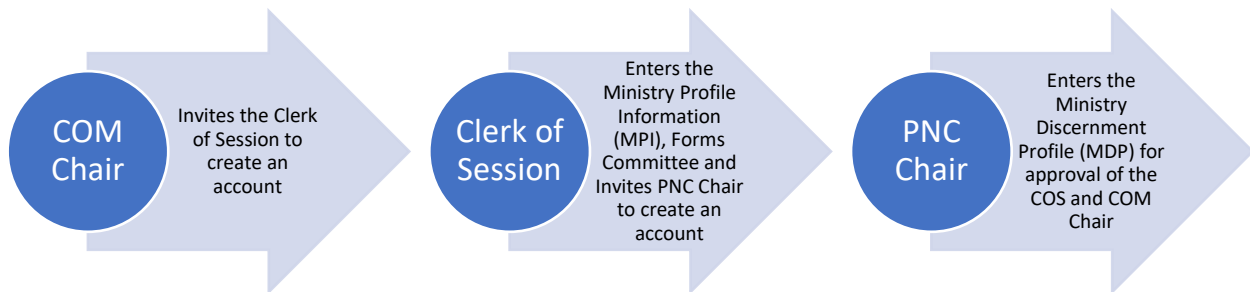 COM
Chair
Invites the Clerk
of Session to
create an
account
Clerk of
Session
Enters the
Ministry Profile
Information
(MPI), Forms
Committee and
Invites PNC Chair
to create an
account
PNC
Chair
Enters the
Ministry
Discernment
Profile (MDP) for
approval of the
COS and COM
Chair